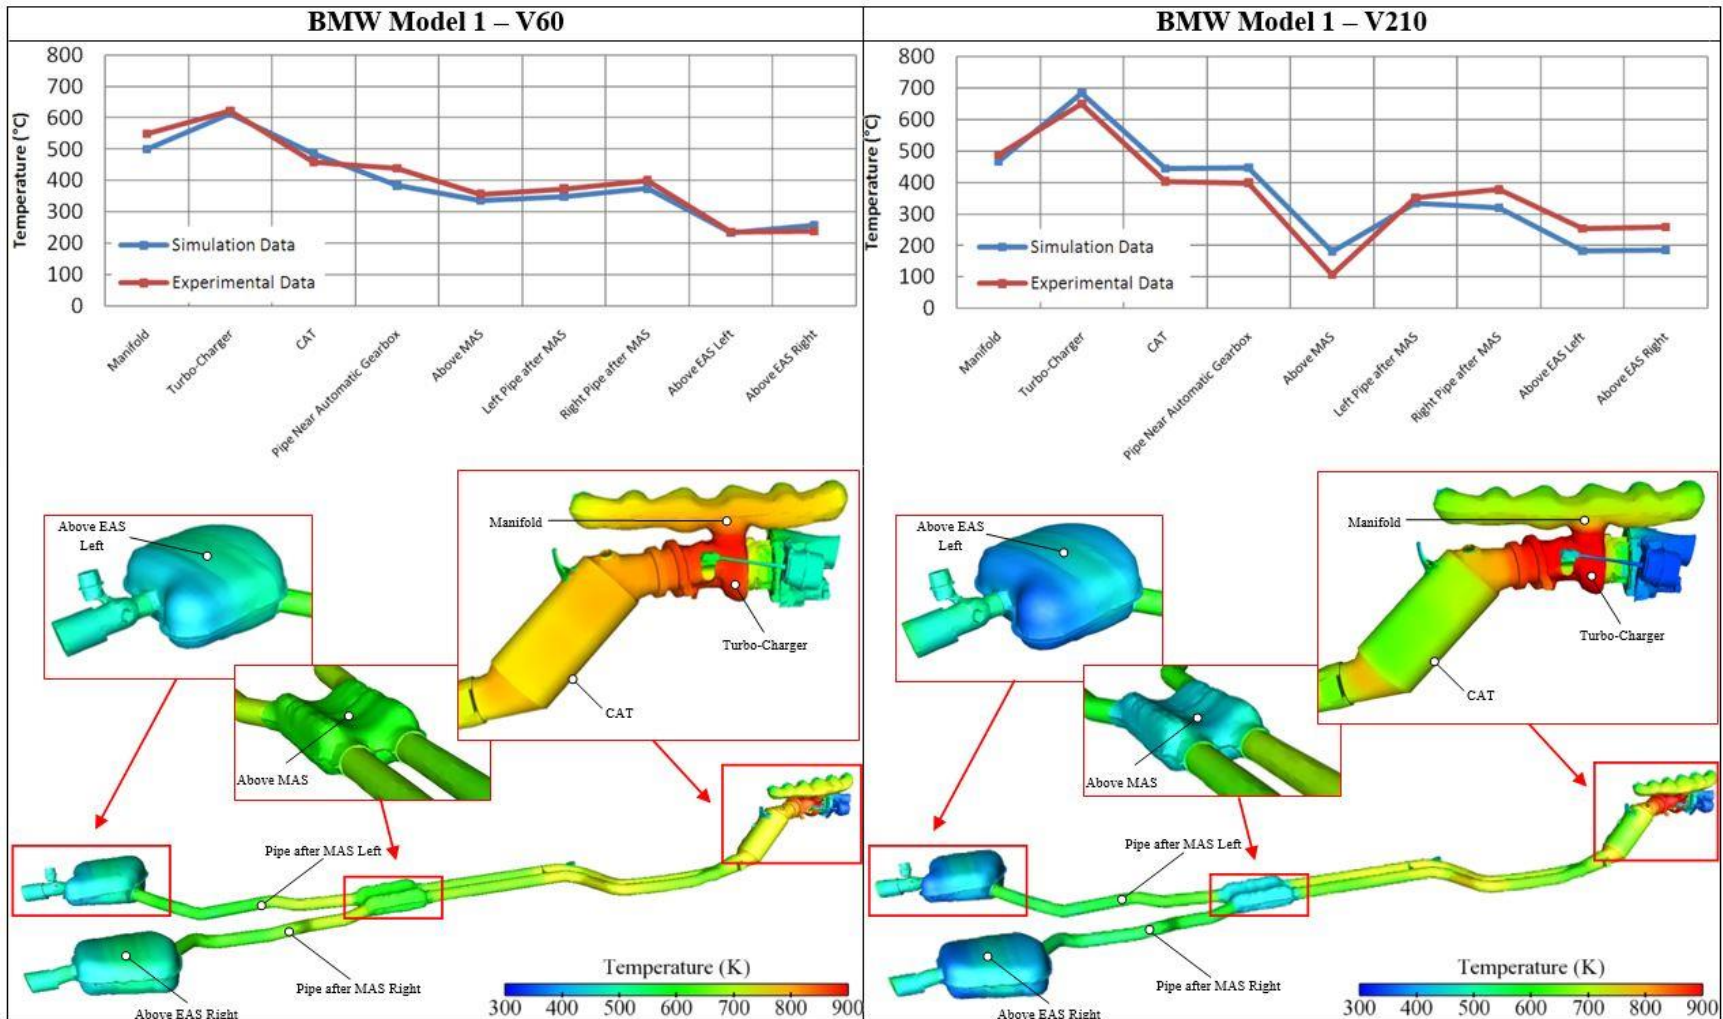 BMW Model 1 – V60
800
700
600
500
400
300
200
100
0
Temperature (°C)
Simulation Data
Experimental Data
Manifold
Turbo-Charger
CAT
Pipe Near Automatic Gearbox
Above MAS
Left Pipe after MAS
Right Pipe after MAS
Above EAS Left
Above EAS Right
Above EAS
Left
Manifold
Turbo-Charger
CAT
Above MAS
Pipe after MAS Left
Pipe after MAS Right
Above EAS Right
Temperature (K)
300 400 500 600 700 800 900
BMW Model 1 – V210
800
700
600
500
400
300
200
100
0
Temperature (°C)
Simulation Data
Experimental Data
Manifold
Turbo-Charger
CAT
Pipe Near Automatic Gearbox
Above MAS
Left Pipe after MAS
Right Pipe after MAS
Above EAS Left
Above EAS Right
Above EAS
Left
Manifold
Turbo-Charger
CAT
Above MAS
Pipe after MAS Left
Pipe after MAS Right
Above EAS Right
Temperature (K)
300 400 500 600 700 800 900